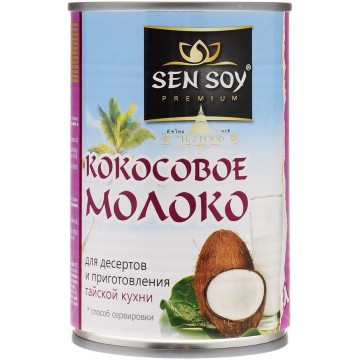 SEN SOY®
PREMIUM
КОКОСОВОЕ
МОЛОКО
для десертов
и приготовления
тайской кухни
* способ сервировки